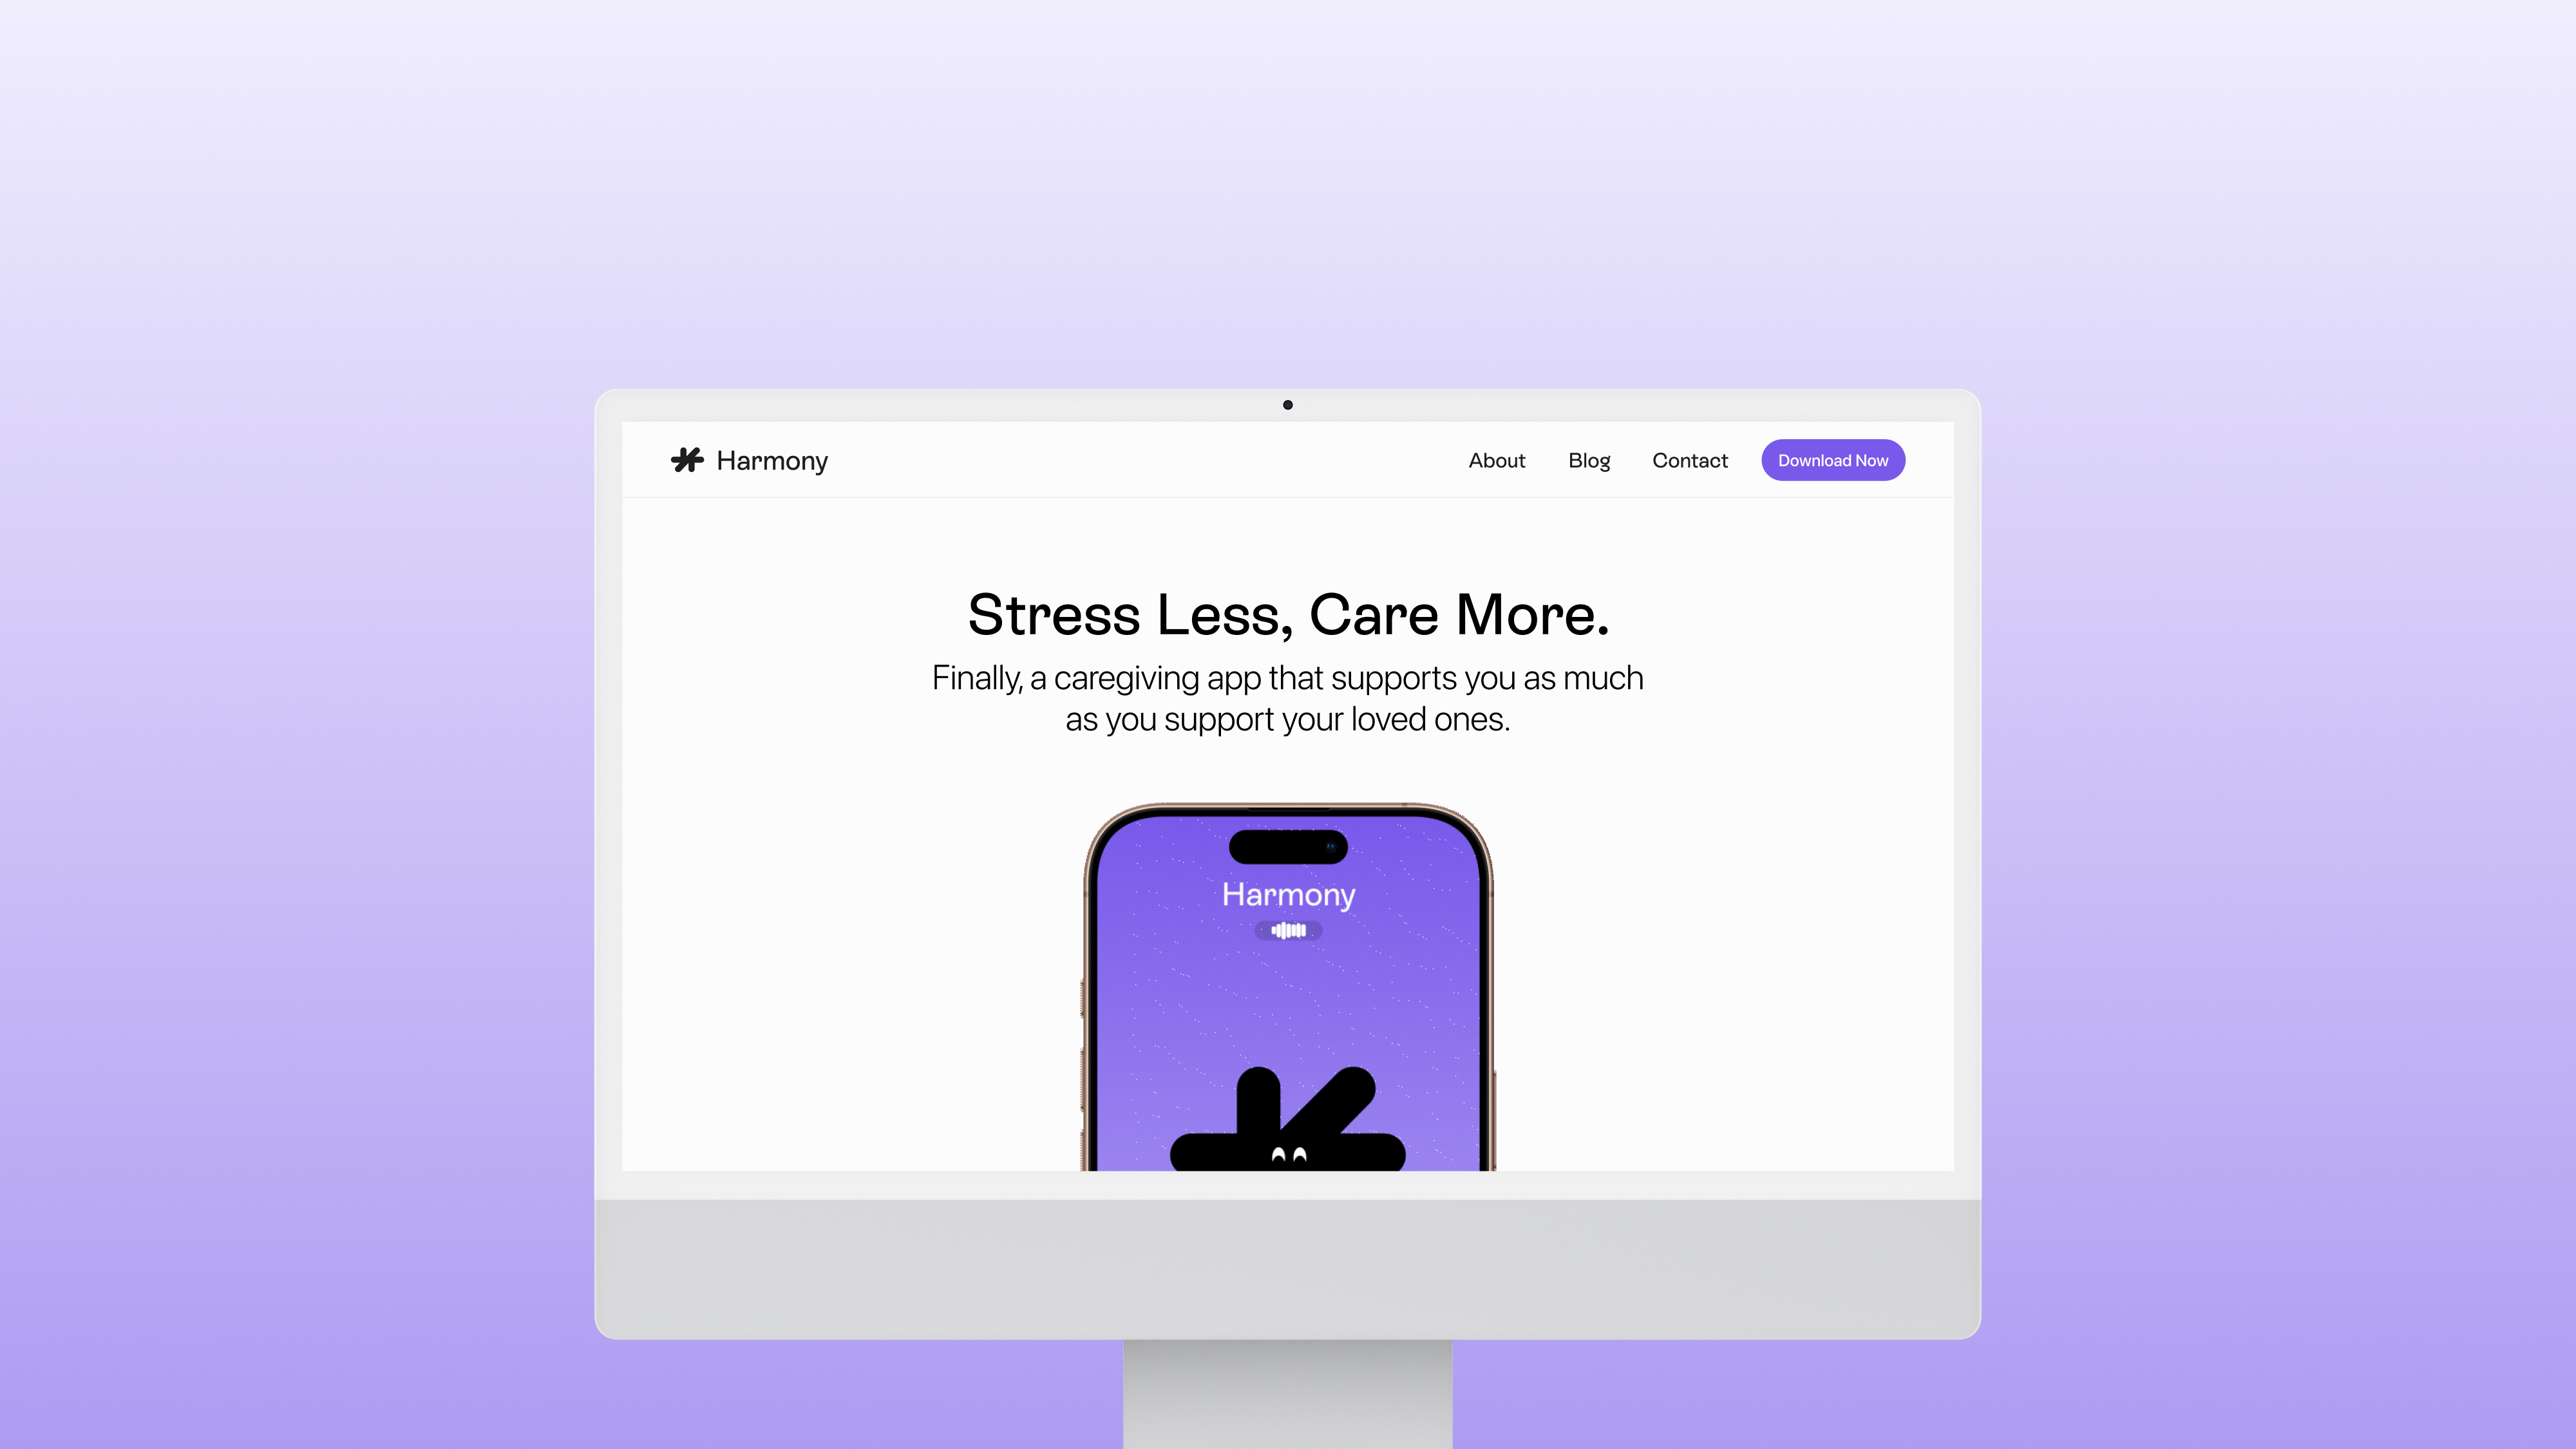 Harmony
About
Blog
Contact
Download Now
Stress Less, Care More.
Finally, a caregiving app that supports you as much
as you support your loved ones.
Harmony